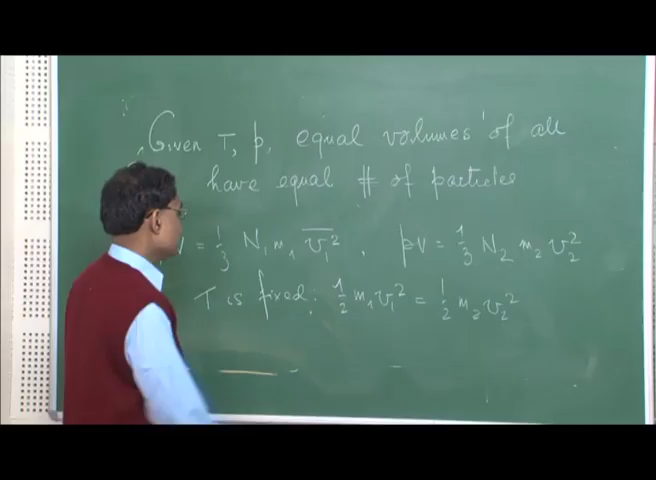 Given T, p, equal volumes of all
have equal # of particles
V = 1/3 N₁ m₁ \overline{v₁²} , pV = 1/3 N₂ m₂ v₂²
T is fixed: 1/2 m₁ v₁² = 1/2 m₂ v₂²